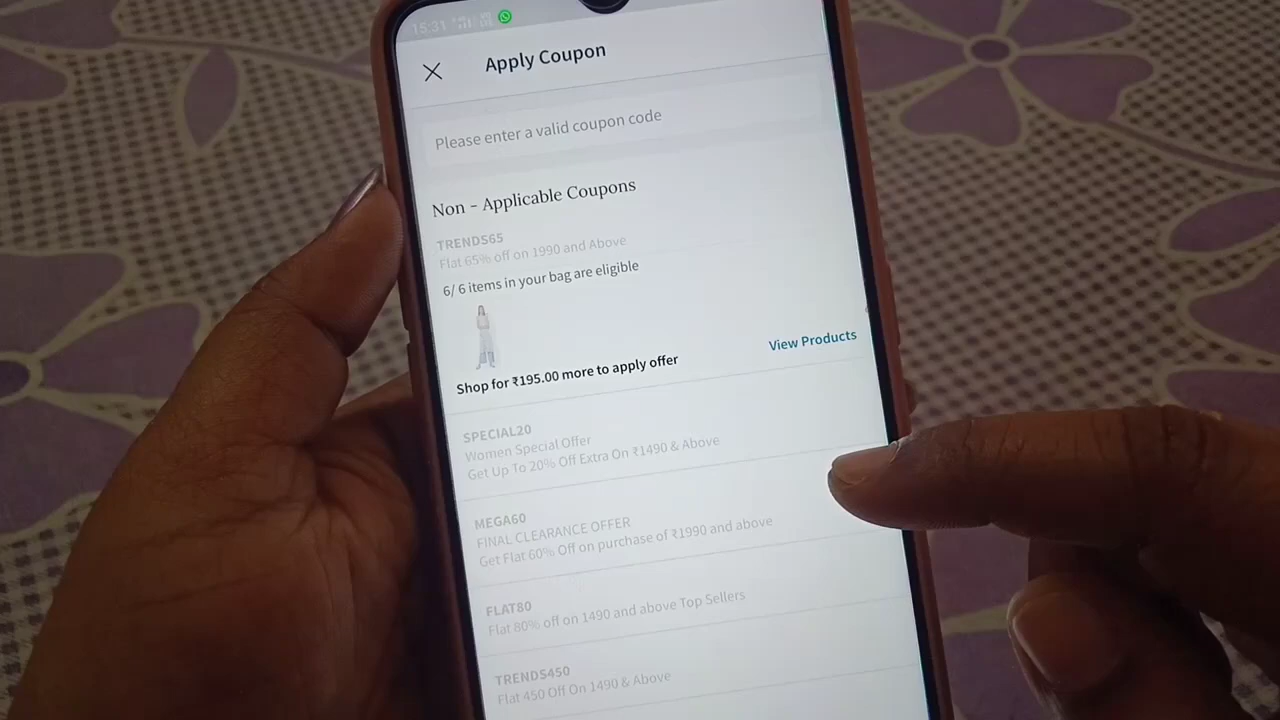 15:31
Apply Coupon
Please enter a valid coupon code
Non - Applicable Coupons
TRENDS65
Flat 65% off on 1990 and Above
6/ 6 items in your bag are eligible
View Products
Shop for ₹195.00 more to apply offer
SPECIAL20
Women Special Offer
Get Up To 20% Off Extra On ₹1490 & Above
MEGA60
FINAL CLEARANCE OFFER
Get Flat 60% Off on purchase of ₹1990 and above
FLAT80
Flat 80% off on 1490 and above Top Sellers
TRENDS450
Flat 450 Off On 1490 & Above